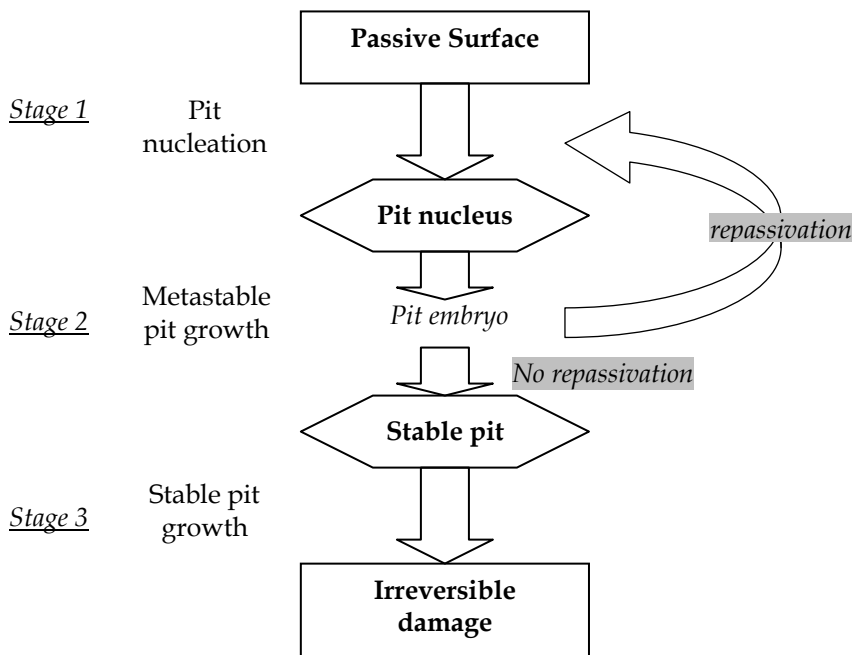 Passive Surface
Stage 1
Pit
nucleation
Pit nucleus
repassivation
Stage 2
Metastable
pit growth
Pit embryo
No repassivation
Stable pit
Stage 3
Stable pit
growth
Irreversible
damage